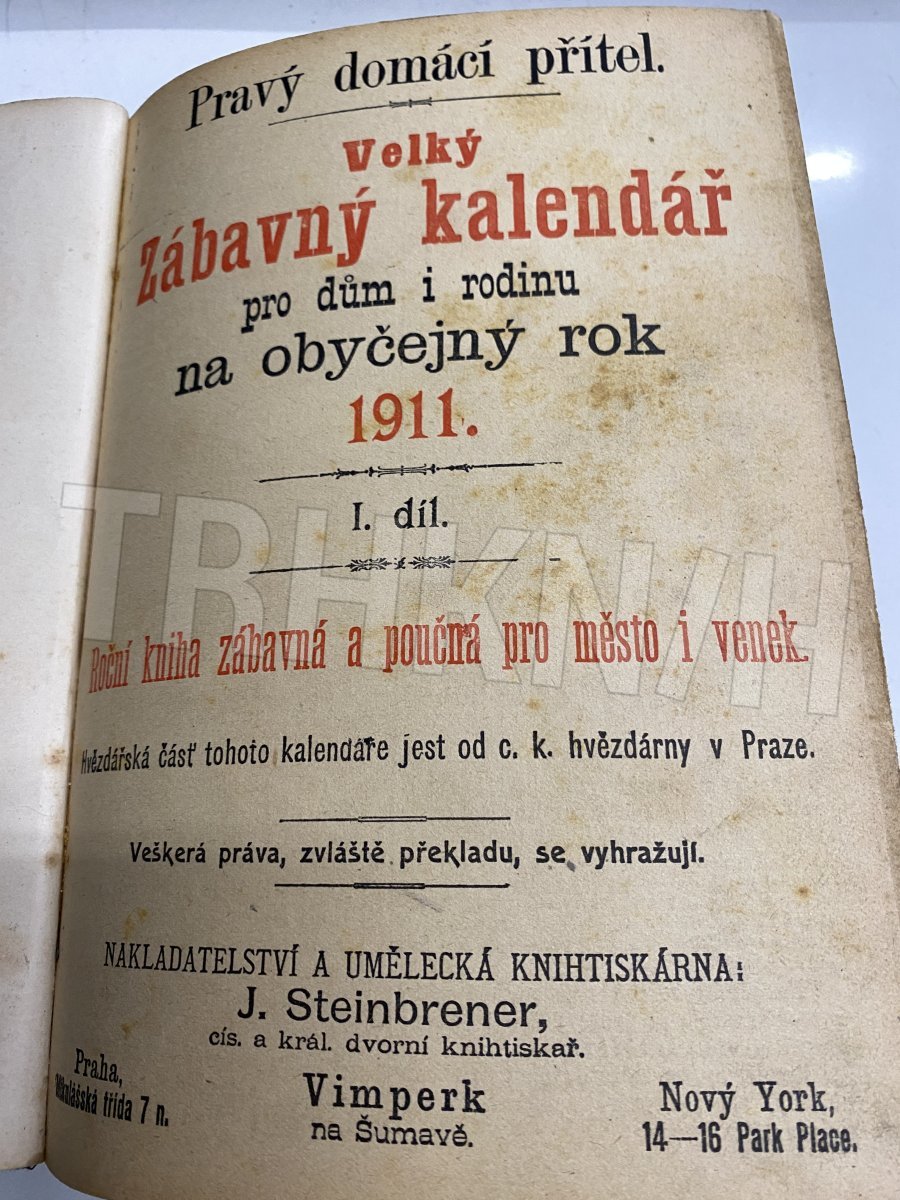 Pravý domácí přítel.
Velký
Zábavný kalendář
pro dům i rodinu
na obyčejný rok
1911.
I. díl.
TRHKNIH
Roční kniha zábavná a poučná pro město i venek.
Hvězdářská část' tohoto kalendáře jest od c. k. hvězdárny v Praze.
Veškerá práva, zvláště překladu, se vyhražují.
NAKLADATELSTVÍ A UMĚLECKÁ KNIHTISKÁRNA:
J. Steinbrener,
cís. a král. dvorní knihtiskař.
Praha,
Mikulášská třída 7 n.
Vimperk
na Šumavě.
Nový York,
14—16 Park Place.